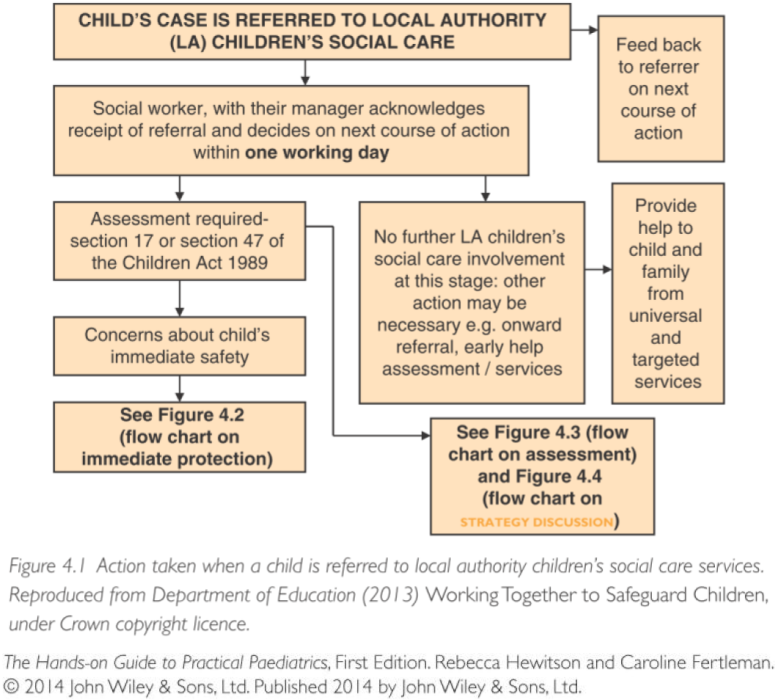 CHILD'S CASE IS REFERRED TO LOCAL AUTHORITY
(LA) CHILDREN'S SOCIAL CARE
Feed back
to referrer
on next
course of
action
Social worker, with their manager acknowledges
receipt of referral and decides on next course of action
within one working day
Assessment required-
section 17 or section 47 of
the Children Act 1989
No further LA children's
social care involvement
at this stage: other
action may be
necessary e.g. onward
referral, early help
assessment / services
Provide
help to
child and
family
from
universal
and
targeted
services
Concerns about child's
immediate safety
See Figure 4.2
(flow chart on
immediate protection)
See Figure 4.3 (flow
chart on assessment)
and Figure 4.4
(flow chart on
STRATEGY DISCUSSION)
Figure 4.1 Action taken when a child is referred to local authority children's social care services.
Reproduced from Department of Education (2013) Working Together to Safeguard Children,
under Crown copyright licence.
The Hands-on Guide to Practical Paediatrics, First Edition. Rebecca Hewitson and Caroline Fertleman.
© 2014 John Wiley & Sons, Ltd. Published 2014 by John Wiley & Sons, Ltd.